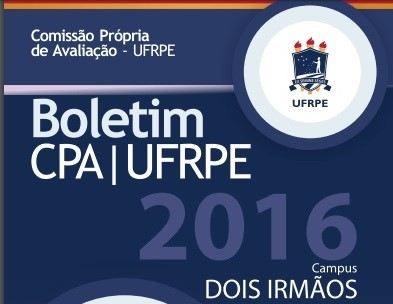 Comissão Própria
de Avaliação - UFRPE
UFRPE
Boletim
CPA|UFRPE
2016
Campus
DOIS IRMÃOS